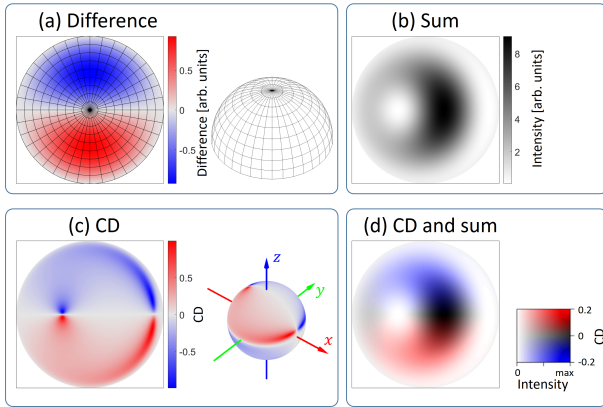 (a) Difference
0.5
0
-0.5
Difference [arb. units]
(b) Sum
8
6
4
2
Intensity [arb. units]
(c) CD
0.5
0
-0.5
CD
z
y
x
(d) CD and sum
0.2
0
-0.2
CD
0
max
Intensity